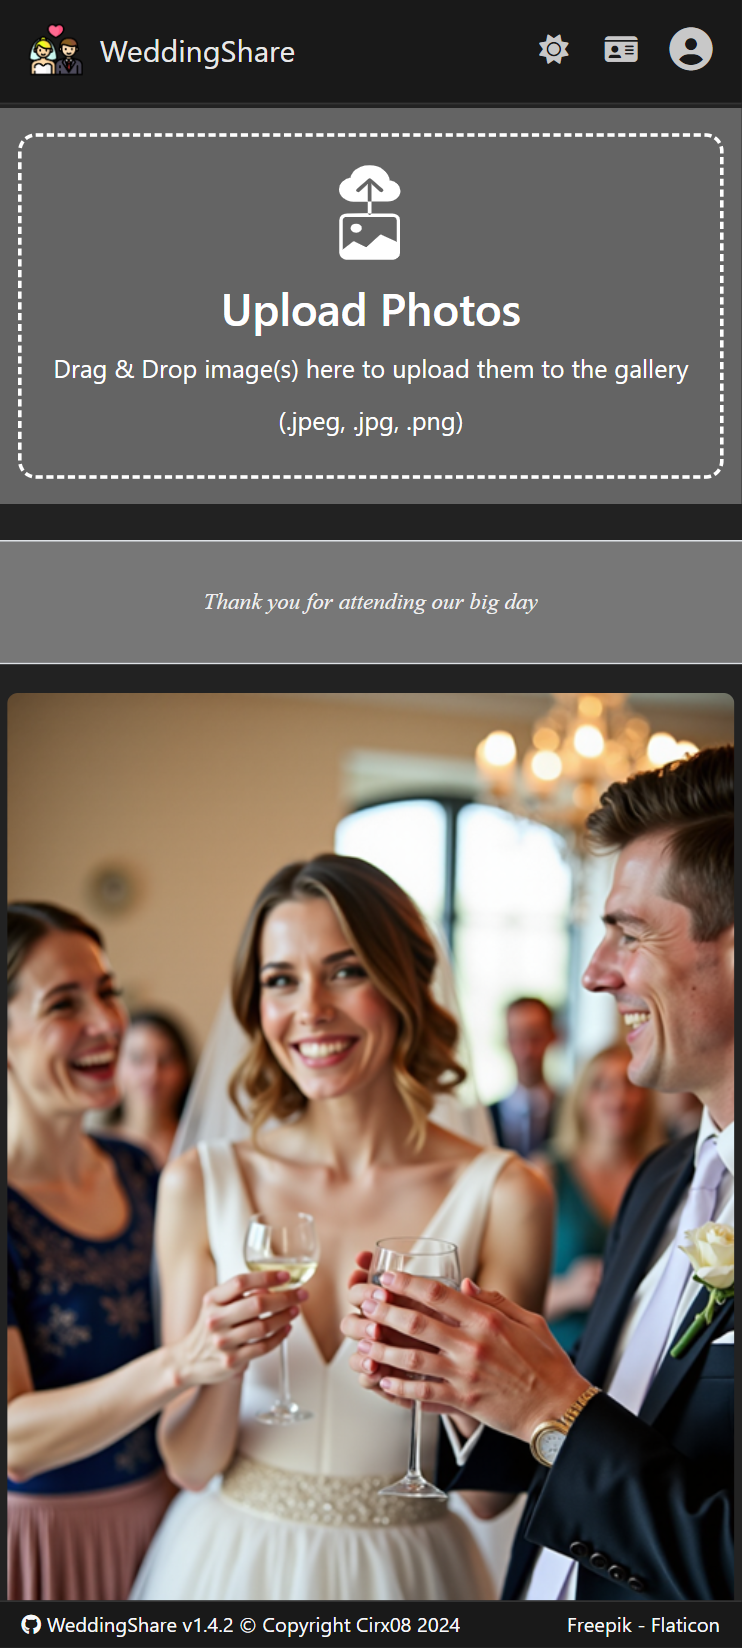 WeddingShare
Upload Photos
Drag & Drop image(s) here to upload them to the gallery
(.jpeg, .jpg, .png)
Thank you for attending our big day
WeddingShare v1.4.2 © Copyright Cirx08 2024
Freepik - Flaticon